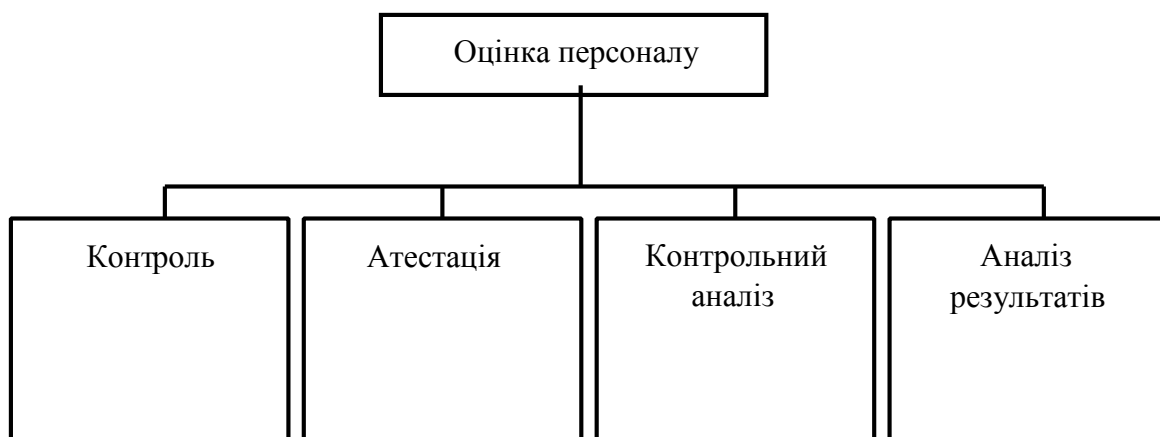 Оцінка персоналу
Контроль
Атестація
Контрольний
аналіз
Аналіз
результатів